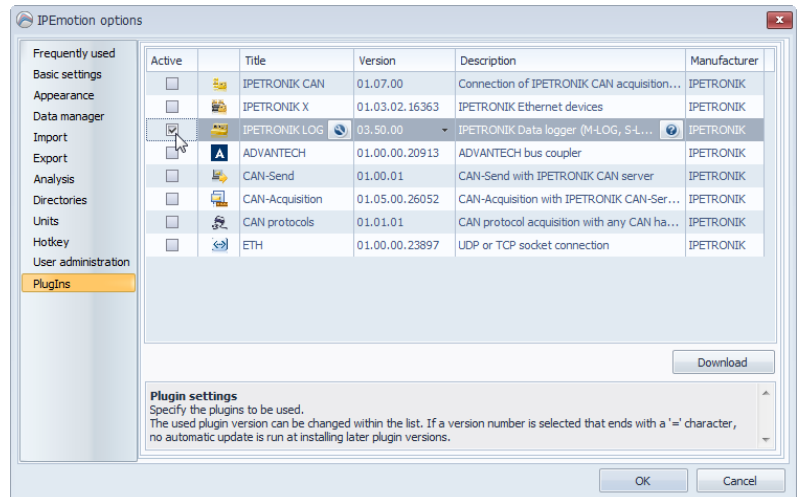 IPEmotion options
Frequently used
Basic settings
Appearance
Data manager
Import
Export
Analysis
Directories
Units
Hotkey
User administration
PlugIns
Active Title Version Description Manufacturer
IPETRONIK CAN 01.07.00 Connection of IPETRONIK CAN acquisition... IPETRONIK
IPETRONIK X 01.03.02.16363 IPETRONIK Ethernet devices IPETRONIK
IPETRONIK LOG 03.50.00 IPETRONIK Data logger (M-LOG, S-L... IPETRONIK
A ADVANTECH 01.00.00.20913 ADVANTECH bus coupler IPETRONIK
CAN-Send 01.00.01 CAN-Send with IPETRONIK CAN server IPETRONIK
CAN-Acquisition 01.05.00.26052 CAN-Acquisition with IPETRONIK CAN-Ser... IPETRONIK
CAN protocols 01.01.01 CAN protocol acquisition with any CAN ha... IPETRONIK
ETH 01.00.00.23897 UDP or TCP socket connection IPETRONIK
Download
Plugin settings
Specify the plugins to be used.
The used plugin version can be changed within the list. If a version number is selected that ends with a '=' character,
no automatic update is run at installing later plugin versions.
OK Cancel